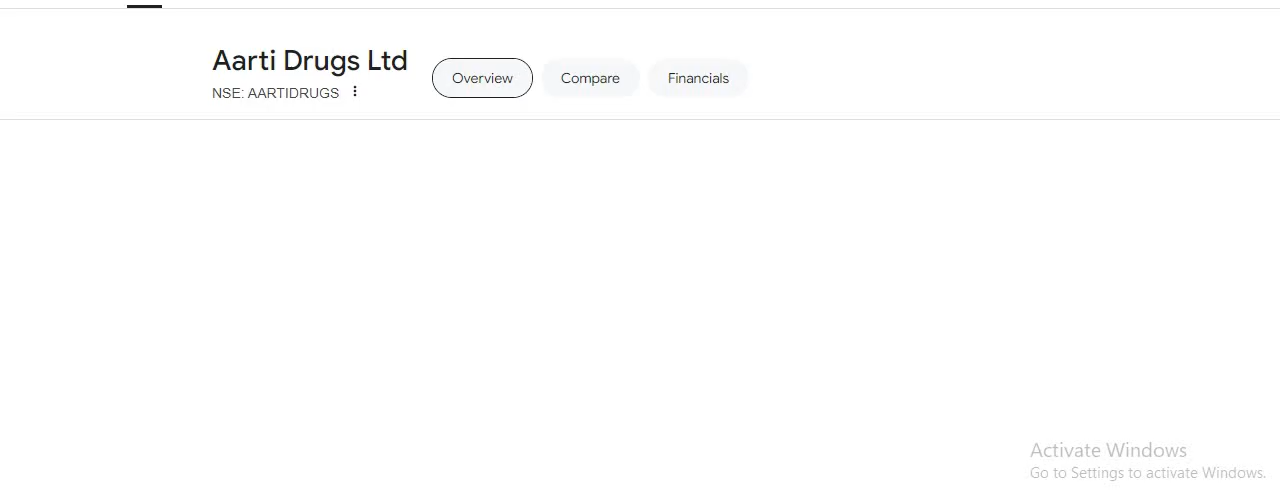 Aarti Drugs Ltd
NSE: AARTIDRUGS
Overview
Compare
Financials
Activate Windows
Go to Settings to activate Windows.